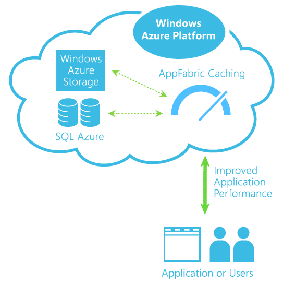 Windows
Azure Platform
Windows
Azure
Storage
AppFabric Caching
SQL Azure
Improved
Application
Performance
Application or Users